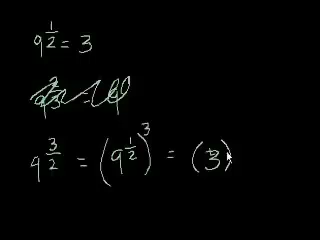 9^{1/2} = 3
9^{3/2} = (9^{1/2})^3 = (3)